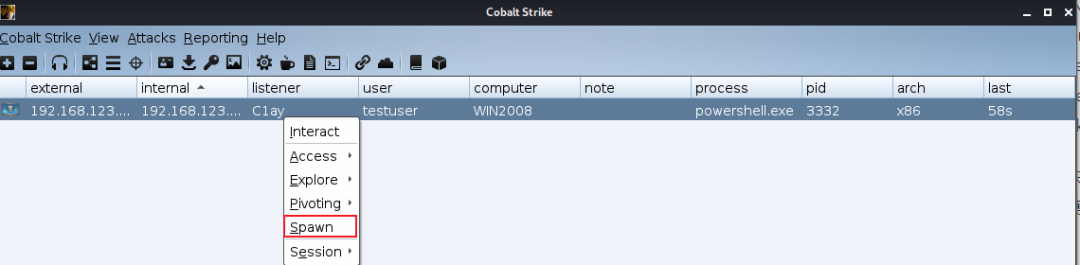 Cobalt Strike
Cobalt Strike View Attacks Reporting Help
external internal listener user computer note process pid arch last
192.168.123.... 192.168.123.... C1ay testuser WIN2008 powershell.exe 3332 x86 58s
Interact
Access
Explore
Pivoting
Spawn
Session